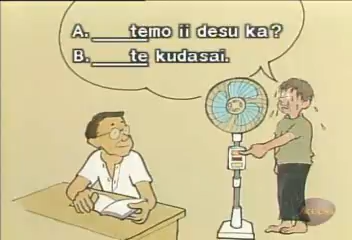 A.____temo ii desu ka?
B.____te kudasai.